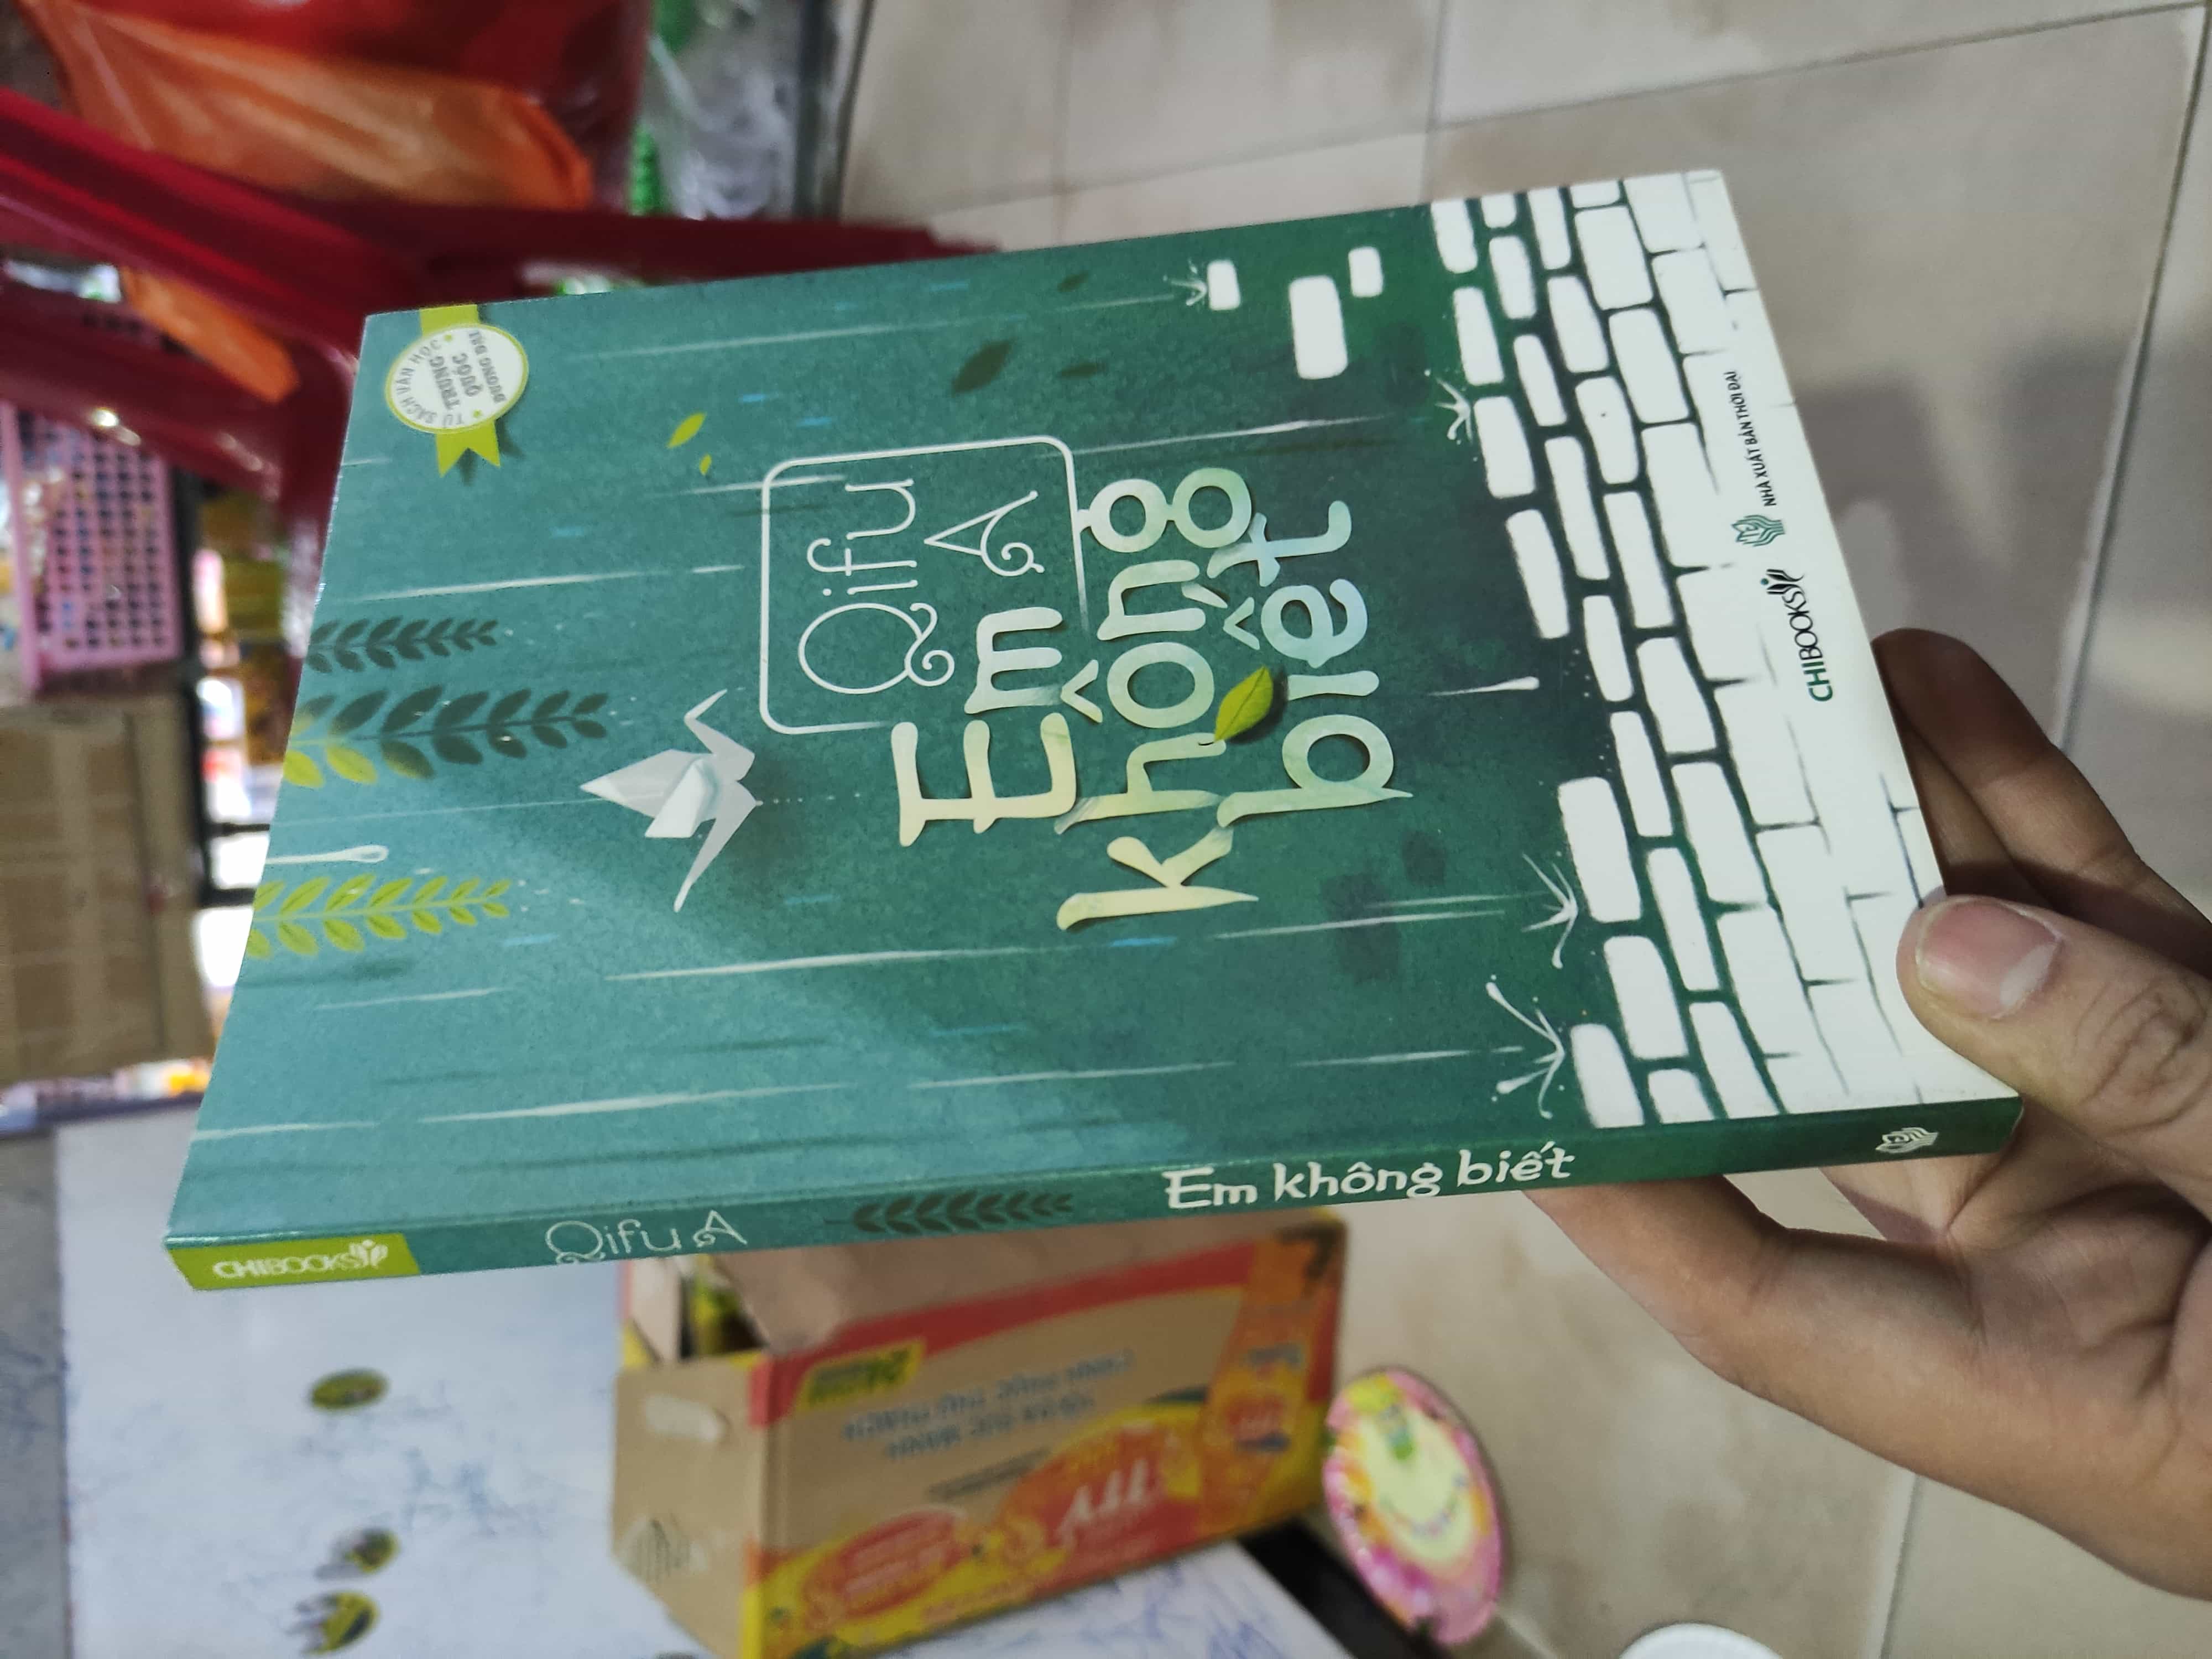 TỦ SÁCH VĂN HỌC
TRUNG
QUỐC
ĐƯƠNG ĐẠI
Qifu
A
Em
không
biết
CHIBOOKS
NHÀ XUẤT BẢN THỜI ĐẠI
CHIBOOKS
Qifu A
Em không biết